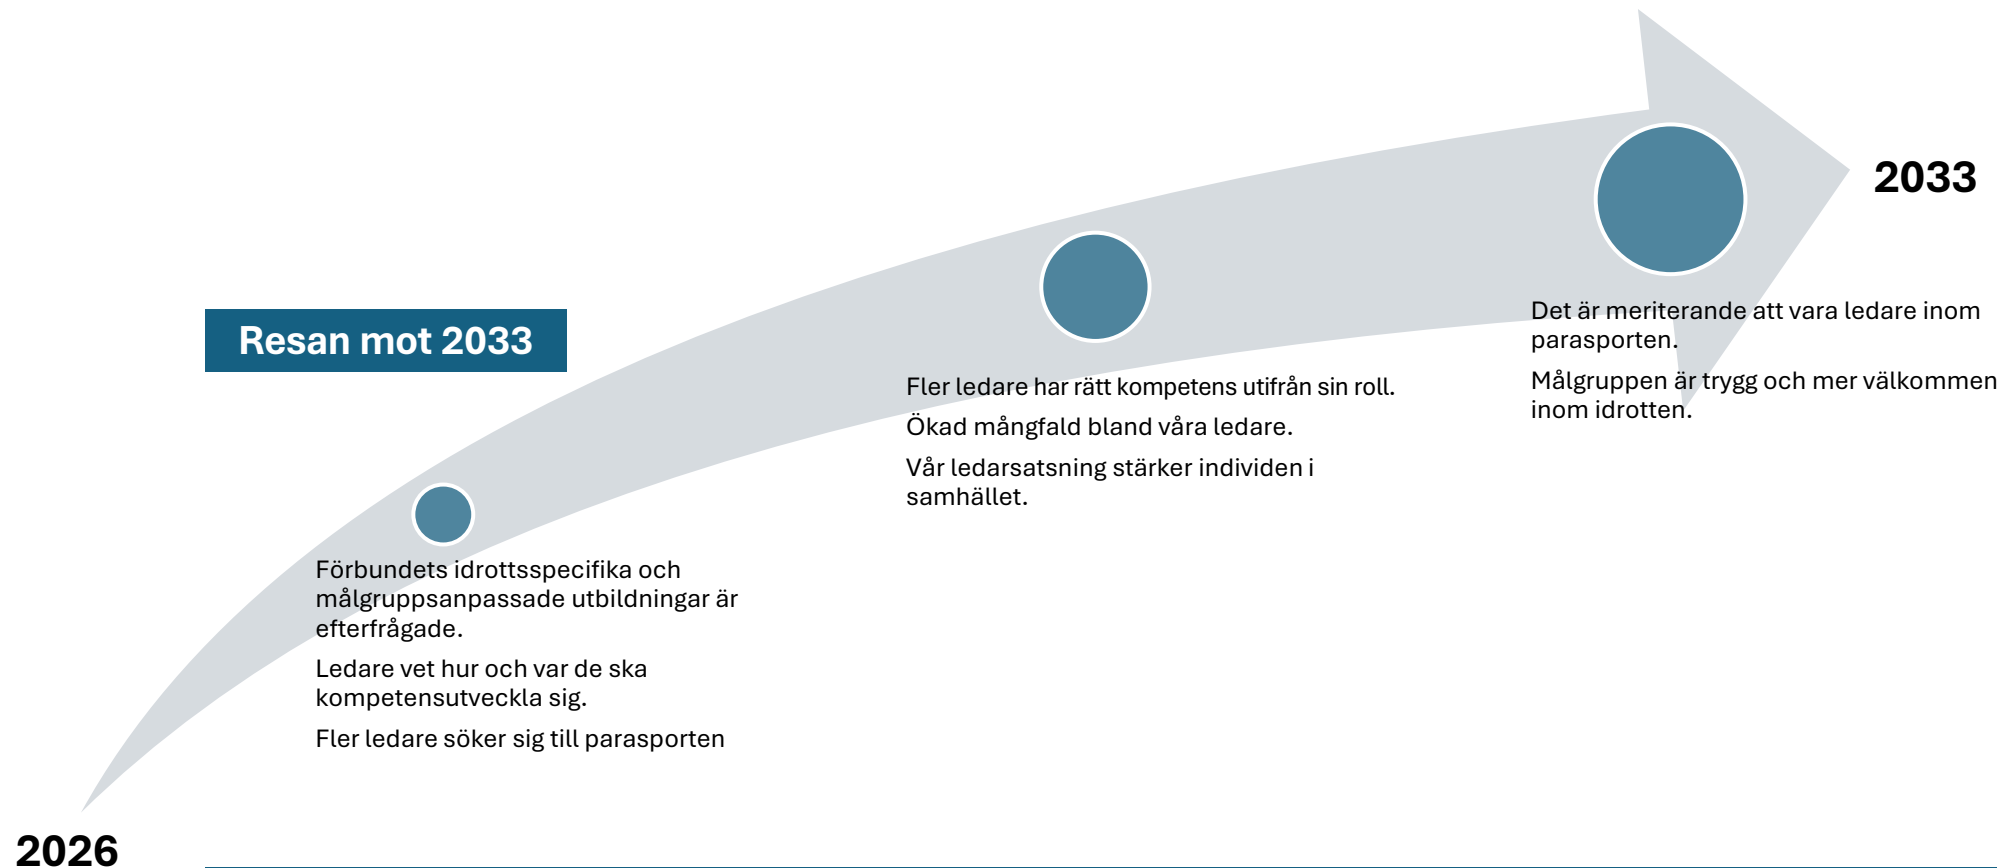 2033
Resan mot 2033
Det är meriterande att vara ledare inom
parasporten.
Målgruppen är trygg och mer välkommen
inom idrotten.
Fler ledare har rätt kompetens utifrån sin roll.
Ökad mångfald bland våra ledare.
Vår ledarsatsning stärker individen i
samhället.
Förbundets idrottsspecifika och
målgruppsanpassade utbildningar är
efterfrågade.
Ledare vet hur och var de ska
kompetensutveckla sig.
Fler ledare söker sig till parasporten
2026